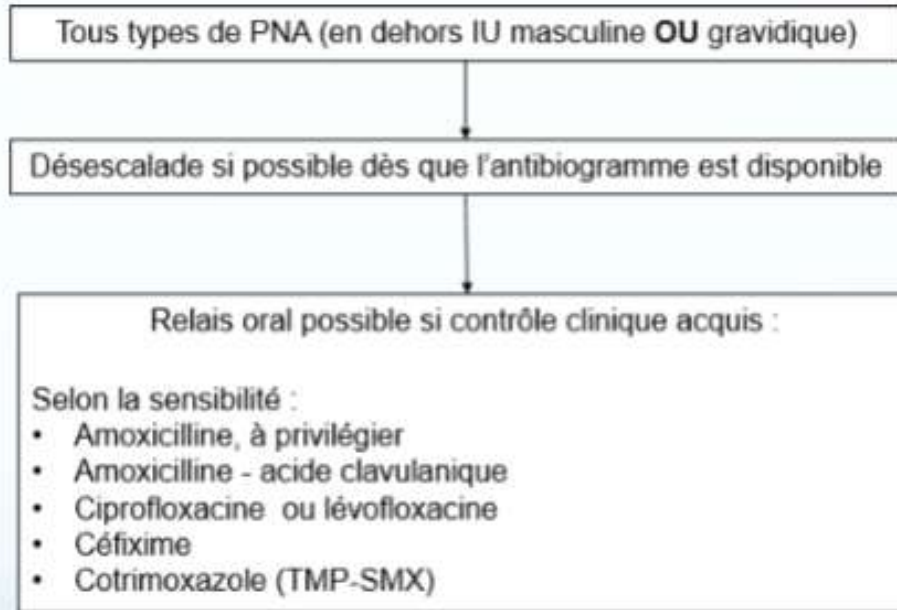 Tous types de PNA (en dehors IU masculine OU gravidique)
Désescalade si possible dès que l'antibiogramme est disponible
Relais oral possible si contrôle clinique acquis :
Selon la sensibilité :
• Amoxicilline, à privilégier
• Amoxicilline - acide clavulanique
• Ciprofloxacine ou lévofloxacine
• Céfixime
• Cotrimoxazole (TMP-SMX)